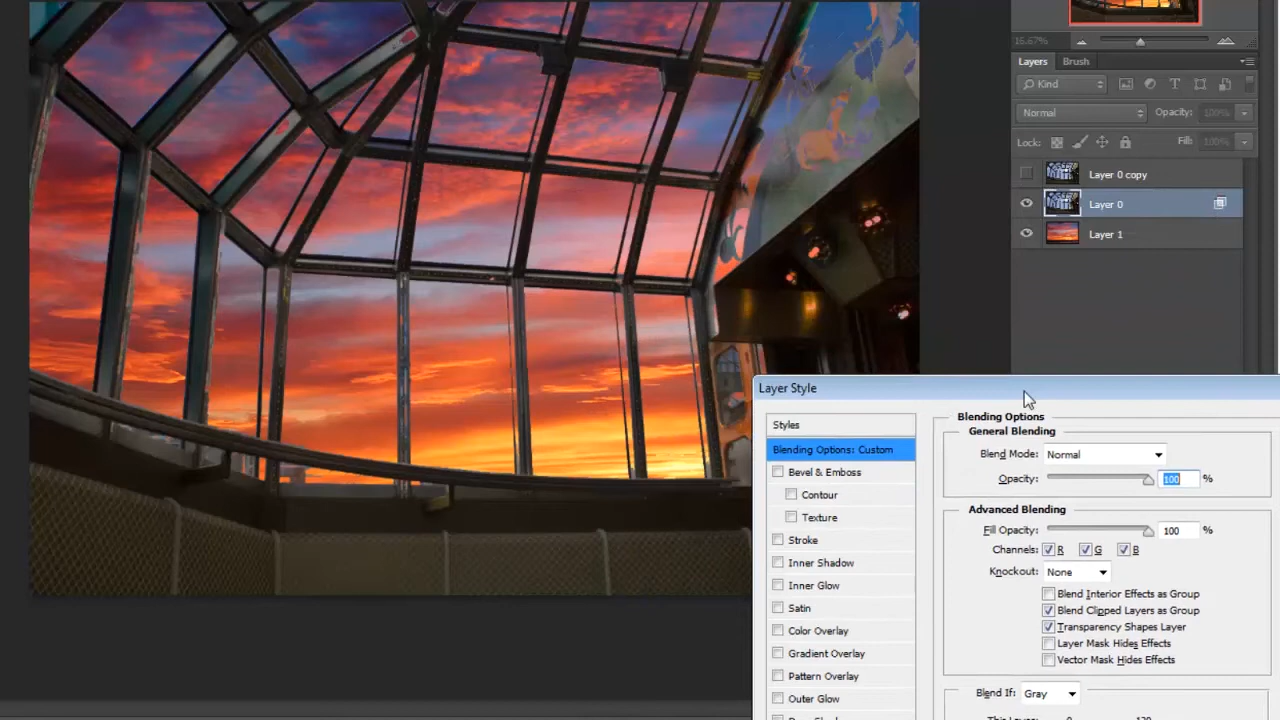 16.67%
Layers Brush
Kind
Normal Opacity: 100%
Lock: Fill: 100%
Layer 0 copy
Layer 0
Layer 1
Layer Style
Styles
Blending Options: Custom
Bevel & Emboss
Contour
Texture
Stroke
Inner Shadow
Inner Glow
Satin
Color Overlay
Gradient Overlay
Pattern Overlay
Outer Glow
Blending Options
General Blending
Blend Mode: Normal
Opacity: 100 %
Advanced Blending
Fill Opacity: 100 %
Channels: R G B
Knockout: None
Blend Interior Effects as Group
Blend Clipped Layers as Group
Transparency Shapes Layer
Layer Mask Hides Effects
Vector Mask Hides Effects
Blend If: Gray